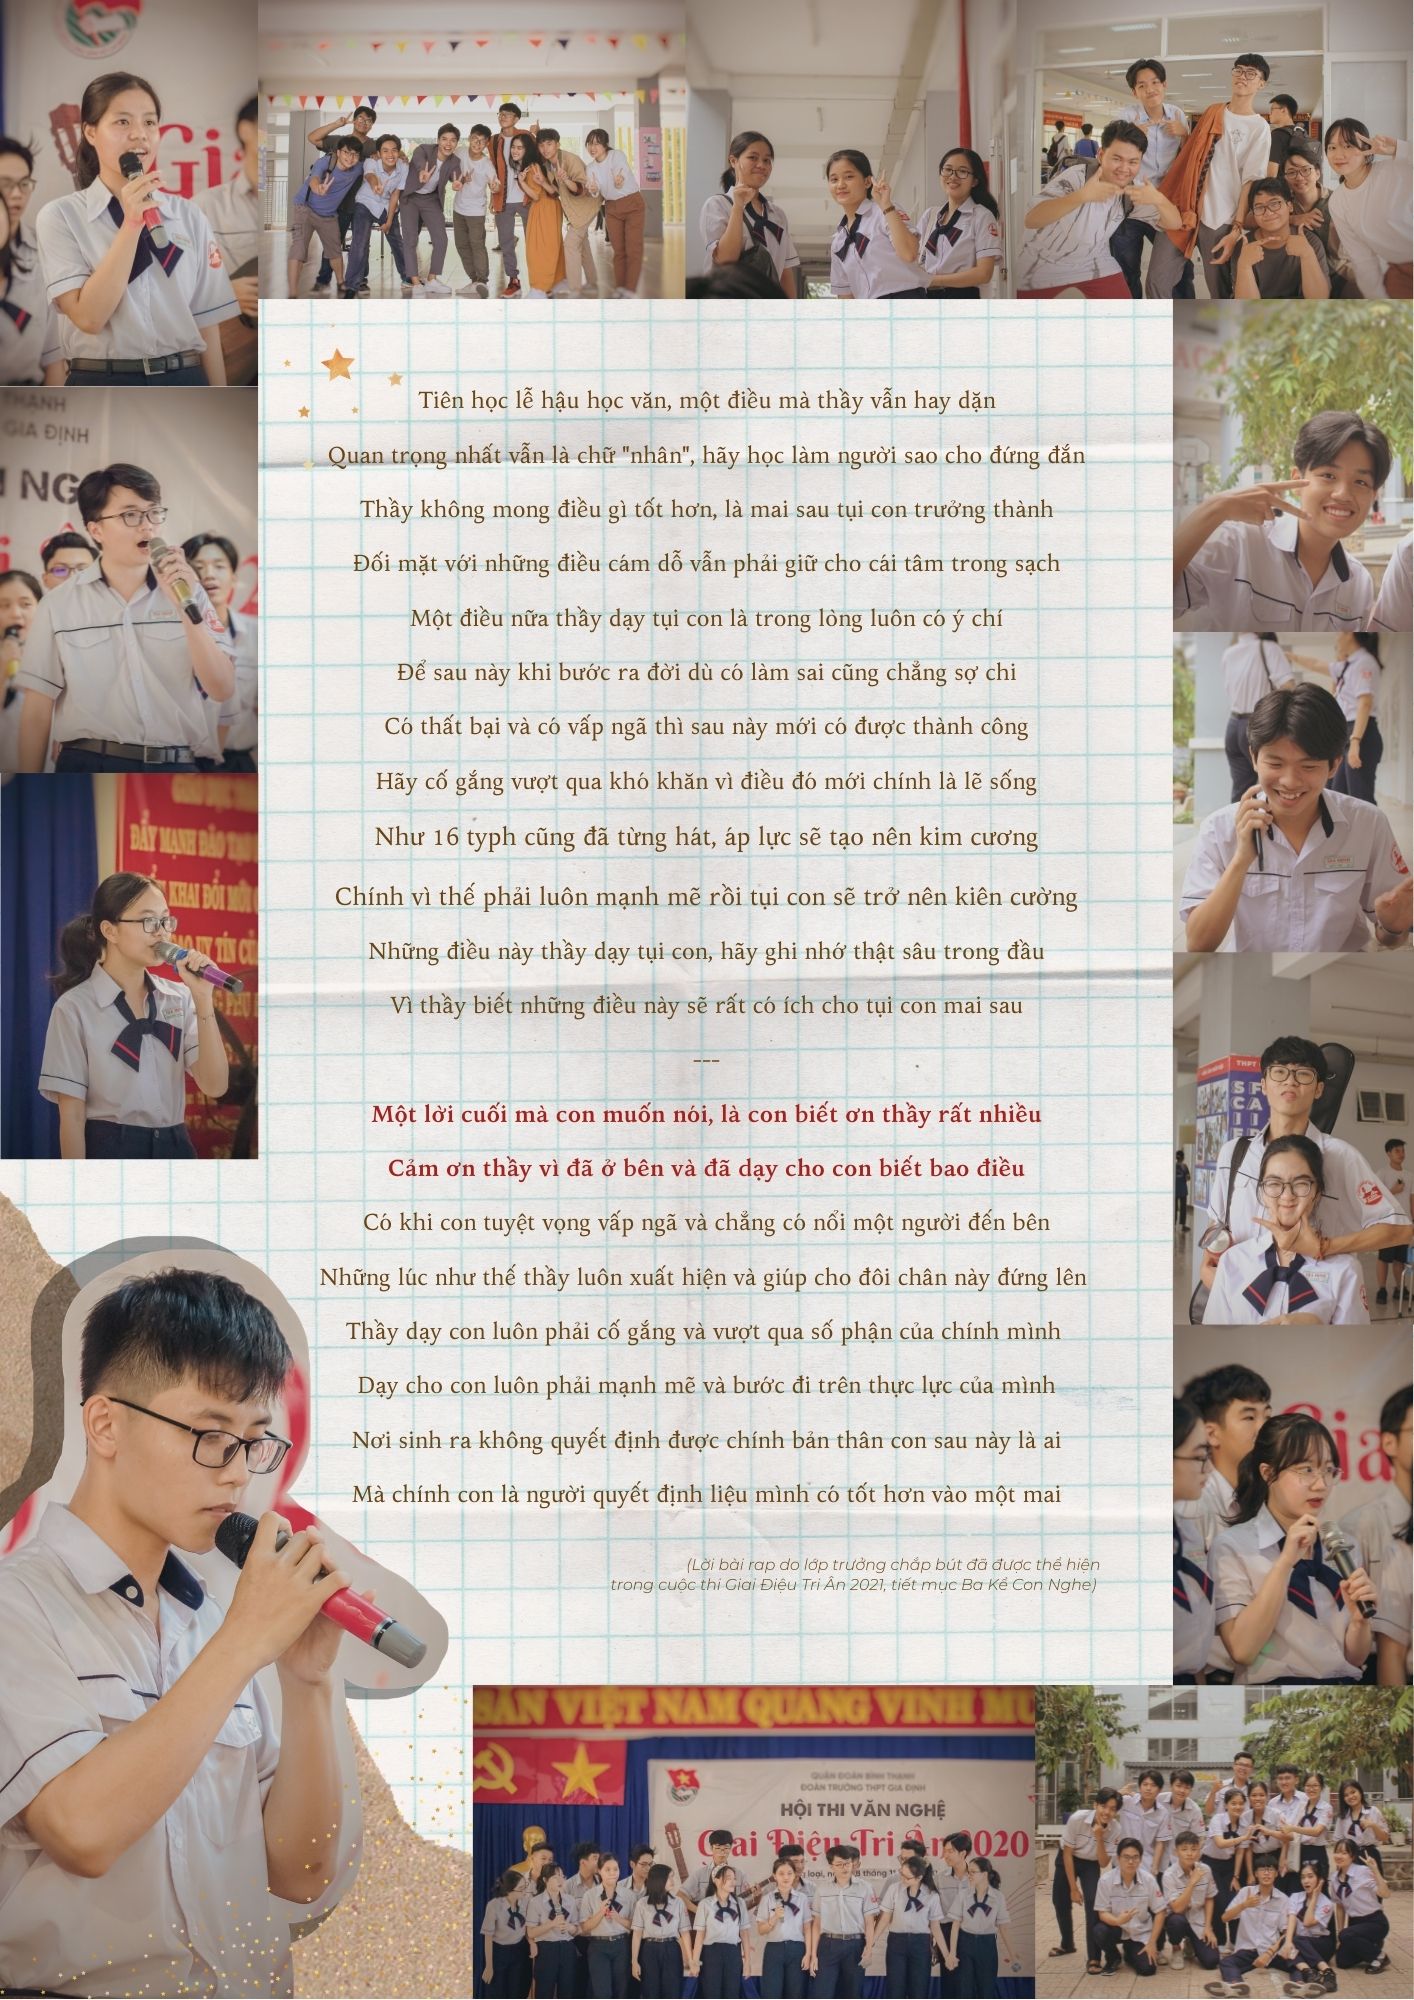 Gia
THANH
GIA ĐỊNH
ĐẨY MẠNH ĐÀO TẠO
KHAI ĐỔI MỚI
UY TÍN CỦA
Tiên học lễ hậu học văn, một điều mà thầy vẫn hay dặn
Quan trọng nhất vẫn là chữ "nhân", hãy học làm người sao cho đứng đắn
Thầy không mong điều gì tốt hơn, là mai sau tụi con trưởng thành
Đối mặt với những điều cám dỗ vẫn phải giữ cho cái tâm trong sạch
Một điều nữa thầy dạy tụi con là trong lòng luôn có ý chí
Để sau này khi bước ra đời dù có làm sai cũng chẳng sợ chi
Có thất bại và có vấp ngã thì sau này mới có được thành công
Hãy cố gắng vượt qua khó khăn vì điều đó mới chính là lẽ sống
Như 16 typh cũng đã từng hát, áp lực sẽ tạo nên kim cương
Chính vì thế phải luôn mạnh mẽ rồi tụi con sẽ trở nên kiên cường
Những điều này thầy dạy tụi con, hãy ghi nhớ thật sâu trong đầu
Vì thầy biết những điều này sẽ rất có ích cho tụi con mai sau
---
Một lời cuối mà con muốn nói, là con biết ơn thầy rất nhiều
Cảm ơn thầy vì đã ở bên và đã dạy cho con biết bao điều
Có khi con tuyệt vọng vấp ngã và chẳng có nổi một người đến bên
Những lúc như thế thầy luôn xuất hiện và giúp cho đôi chân này đứng lên
Thầy dạy con luôn phải cố gắng và vượt qua số phận của chính mình
Dạy cho con luôn phải mạnh mẽ và bước đi trên thực lực của mình
Nơi sinh ra không quyết định được chính bản thân con sau này là ai
Mà chính con là người quyết định liệu mình có tốt hơn vào một mai
(Lời bài rap do lớp trưởng chắp bút đã được thể hiện
trong cuộc thi Giai Điệu Tri Ân 2021, tiết mục Ba Kể Con Nghe)
THPT
Gia
SẢN VIỆT NAM QUANG VINH
QUẬN ĐOÀN BÌNH THẠNH
ĐOÀN TRƯỜNG THPT GIA ĐỊNH
HỘI THI VĂN NGHỆ
Giai Điệu Tri Ân 2020